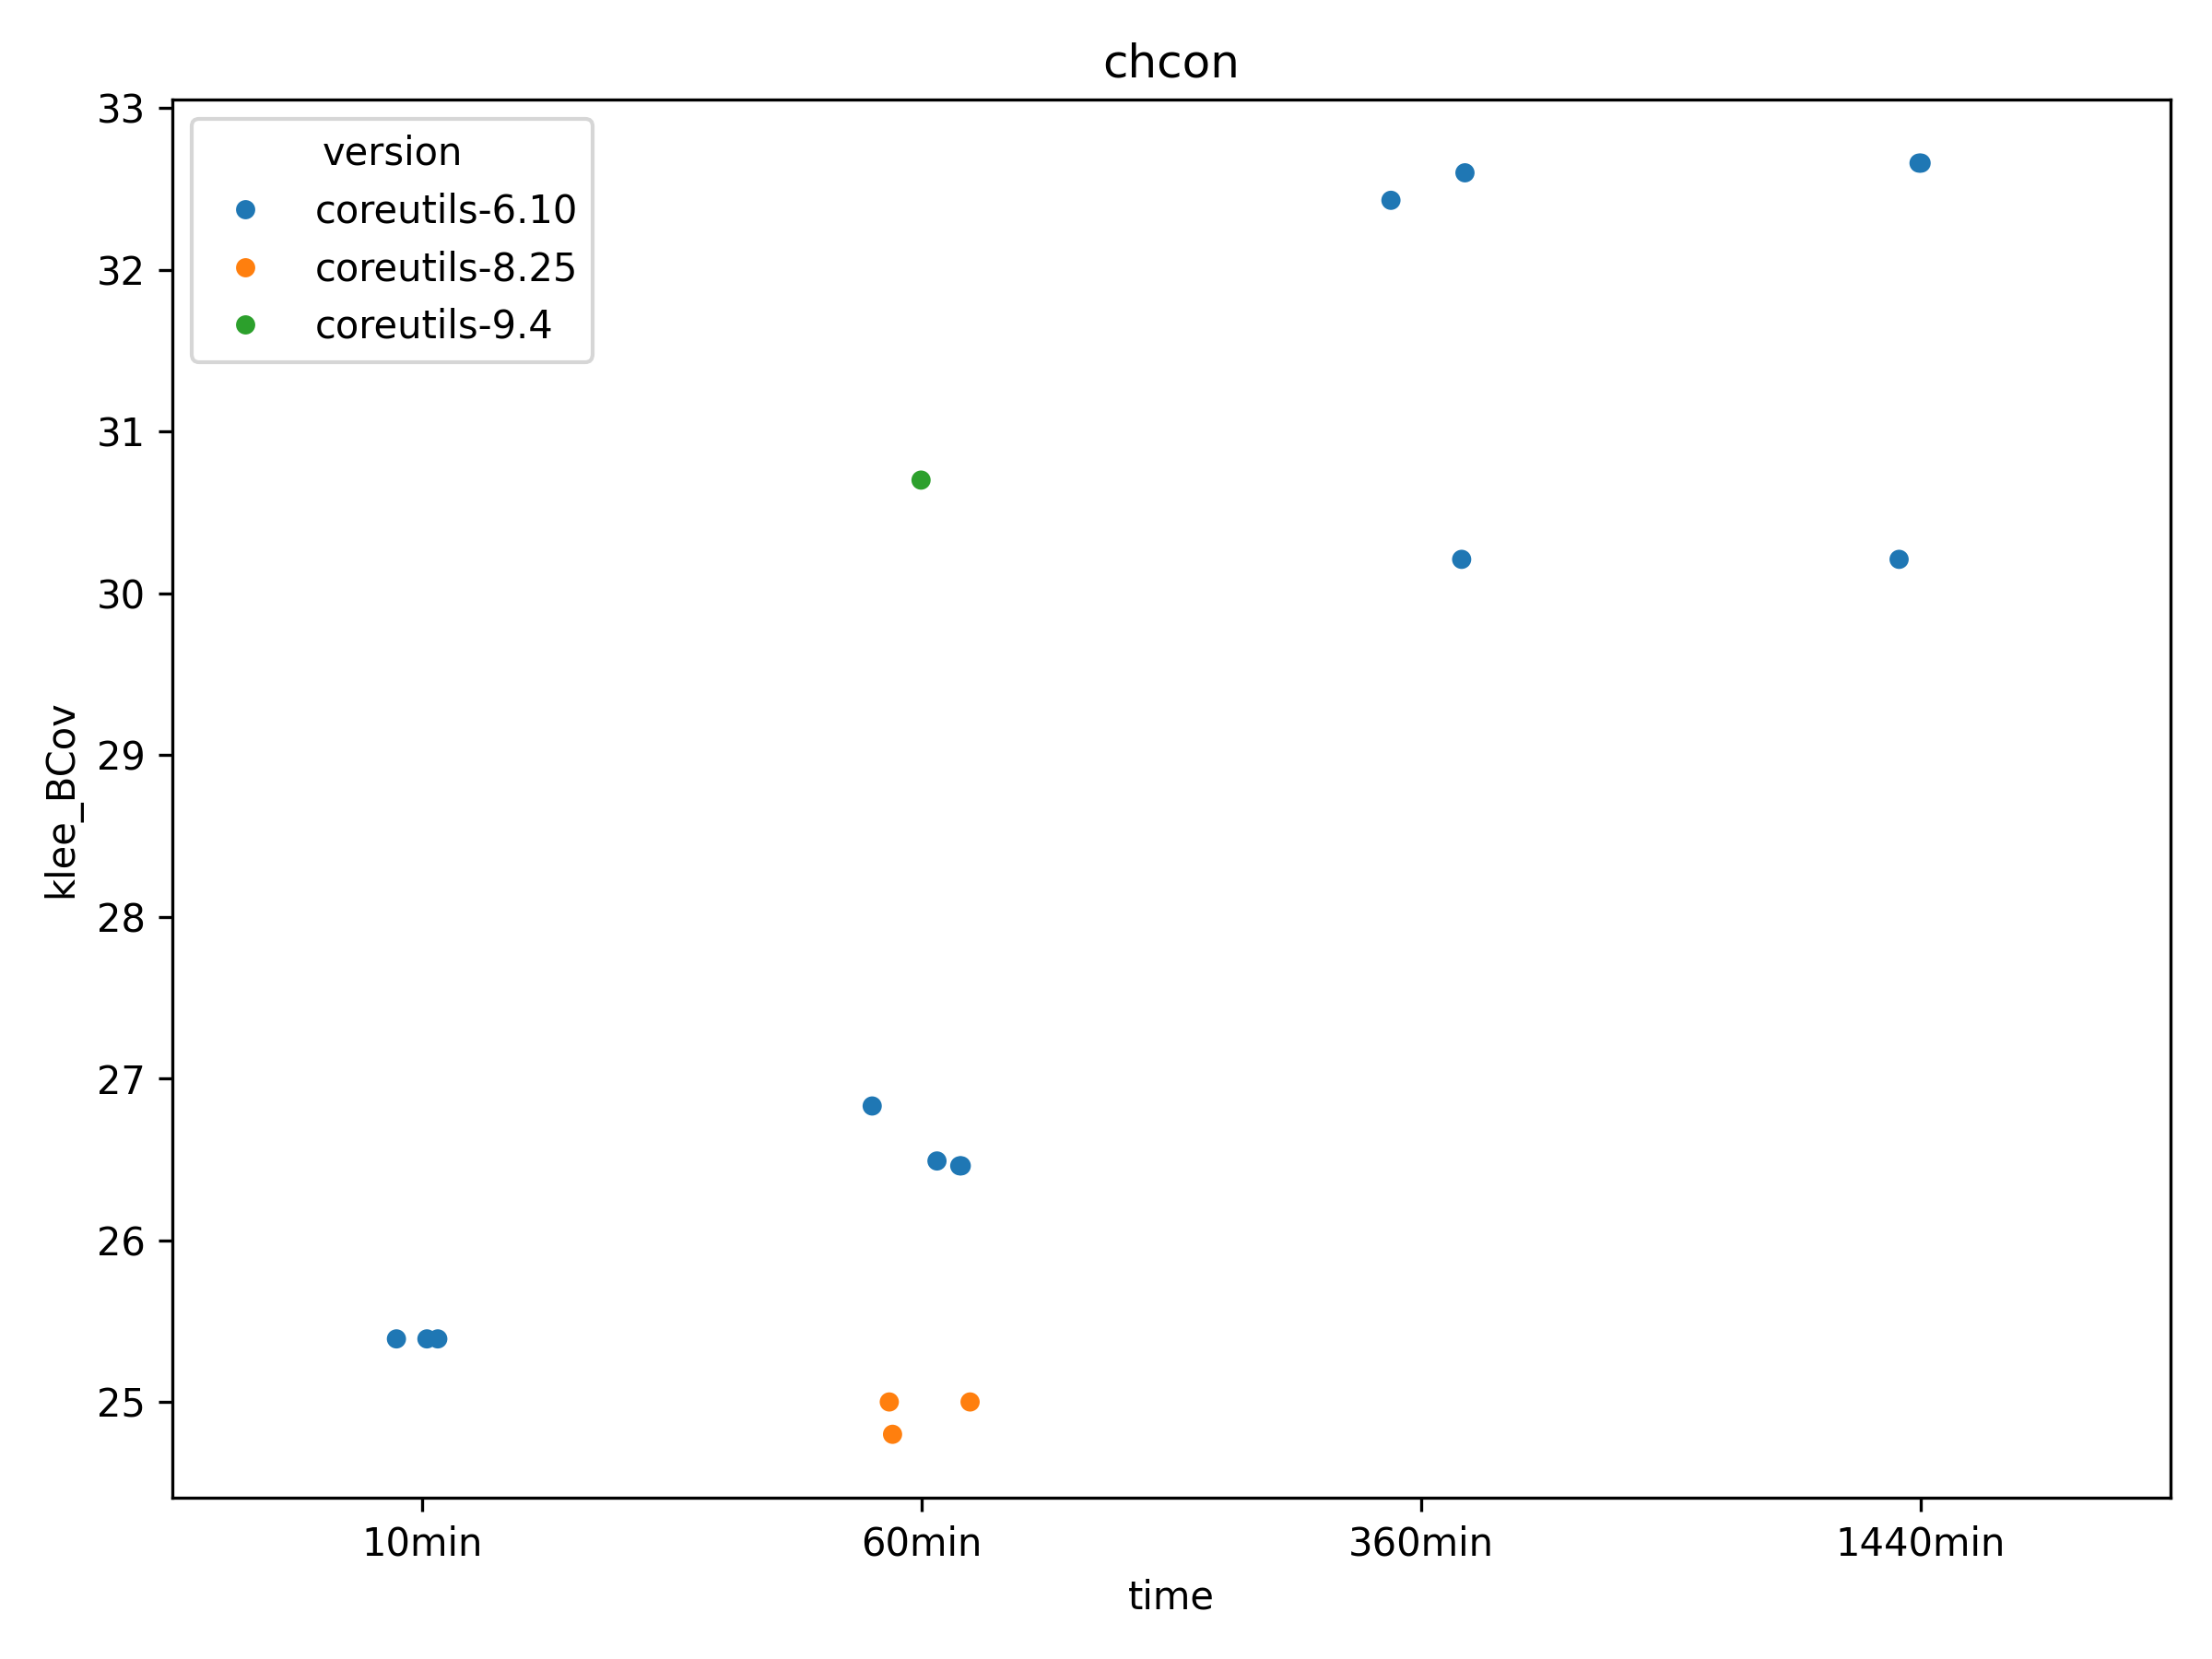 chcon
version
coreutils-6.10
coreutils-8.25
coreutils-9.4
33
32
31
30
29
28
27
26
25
klee_BCov
10min
60min
360min
1440min
time